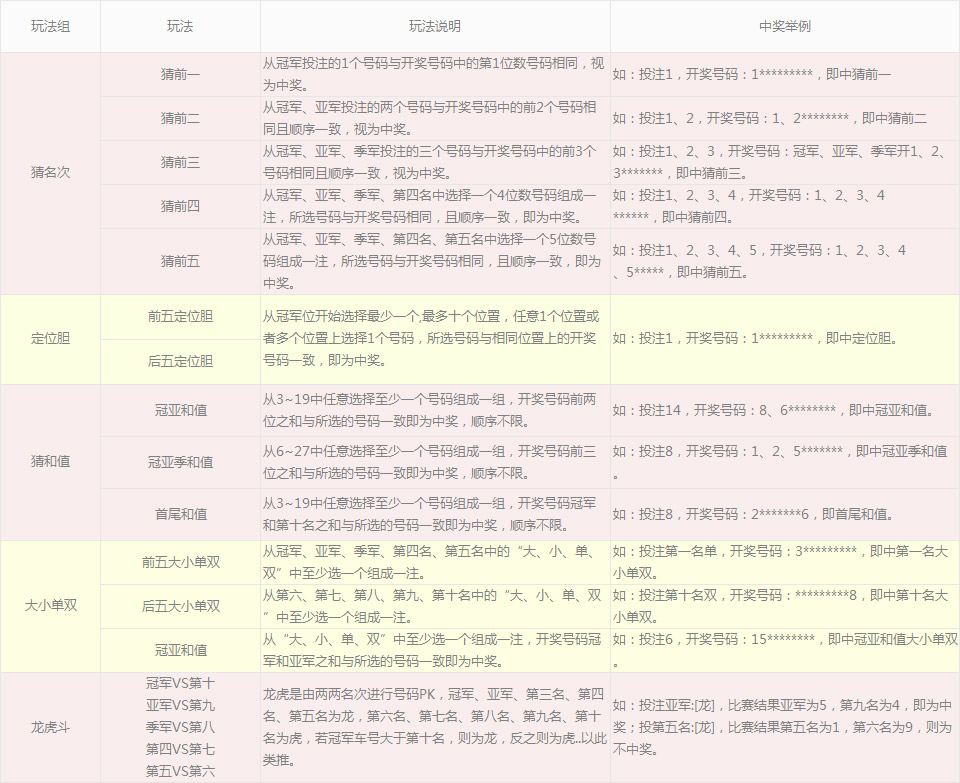 玩法组 玩法 玩法说明 中奖举例
猜名次
猜前一
从冠军投注的1个号码与开奖号码中的第1位数号码相同，视
为中奖。
如：投注1，开奖号码：1*********，即中猜前一
猜前二
从冠军、亚军投注的两个号码与开奖号码中的前2个号码相
同且顺序一致，视为中奖。
如：投注1、2，开奖号码：1、2********，即中猜前二
猜前三
从冠军、亚军、季军投注的三个号码与开奖号码中的前3个
号码相同且顺序一致，视为中奖。
如：投注1、2、3，开奖号码：冠军、亚军、季军开1、2、
3*******，即中猜前三。
猜前四
从冠军、亚军、季军、第四名中选择一个4位数号码组成一
注，所选号码与开奖号码相同，且顺序一致，即为中奖。
如：投注1、2、3、4，开奖号码：1、2、3、4
******，即中猜前四。
猜前五
从冠军、亚军、季军、第四名、第五名中选择一个5位数号
码组成一注，所选号码与开奖号码相同，且顺序一致，即为
中奖。
如：投注1、2、3、4、5，开奖号码：1、2、3、4
、5*****，即中猜前五。
定位胆
前五定位胆
后五定位胆
从冠军位开始选择最少一个,最多十个位置，任意1个位置或
者多个位置上选择1个号码，所选号码与相同位置上的开奖
号码一致，即为中奖。
如：投注1，开奖号码：1*********，即中定位胆。
猜和值
冠亚和值
从3~19中任意选择至少一个号码组成一组，开奖号码前两
位之和与所选的号码一致即为中奖，顺序不限。
如：投注14，开奖号码：8、6********，即中冠亚和值。
冠亚季和值
从6~27中任意选择至少一个号码组成一组，开奖号码前三
位之和与所选的号码一致即为中奖，顺序不限。
如：投注8，开奖号码：1、2、5*******，即中冠亚季和值
。
首尾和值
从3~19中任意选择至少一个号码组成一组，开奖号码冠军
和第十名之和与所选的号码一致即为中奖，顺序不限。
如：投注8，开奖号码：2*******6，即首尾和值。
大小单双
前五大小单双
从冠军、亚军、季军、第四名、第五名中的“大、小、单、
双”中至少选一个组成一注。
如：投注第一名单，开奖号码：3*********，即中第一名大
小单双。
后五大小单双
从第六、第七、第八、第九、第十名中的“大、小、单、双
”中至少选一个组成一注。
如：投注第十名双，开奖号码：*********8，即中第十名大
小单双。
冠亚和值
从“大、小、单、双”中至少选一个组成一注，开奖号码冠
军和亚军之和与所选的号码一致即为中奖。
如：投注6，开奖号码：15********，即中冠亚和值大小单双
。
龙虎斗
冠军VS第十
亚军VS第九
季军VS第八
第四VS第七
第五VS第六
龙虎是由两两名次进行号码PK，冠军、亚军、第三名、第四
名、第五名为龙，第六名、第七名、第八名、第九名、第十
名为虎，若冠军车号大于第十名，则为龙，反之则为虎..以此
类推。
如：投注亚军:[龙]，比赛结果亚军为5，第九名为4，即为中
奖；投第五名:[龙]，比赛结果第五名为1，第六名为9，则为
不中奖。